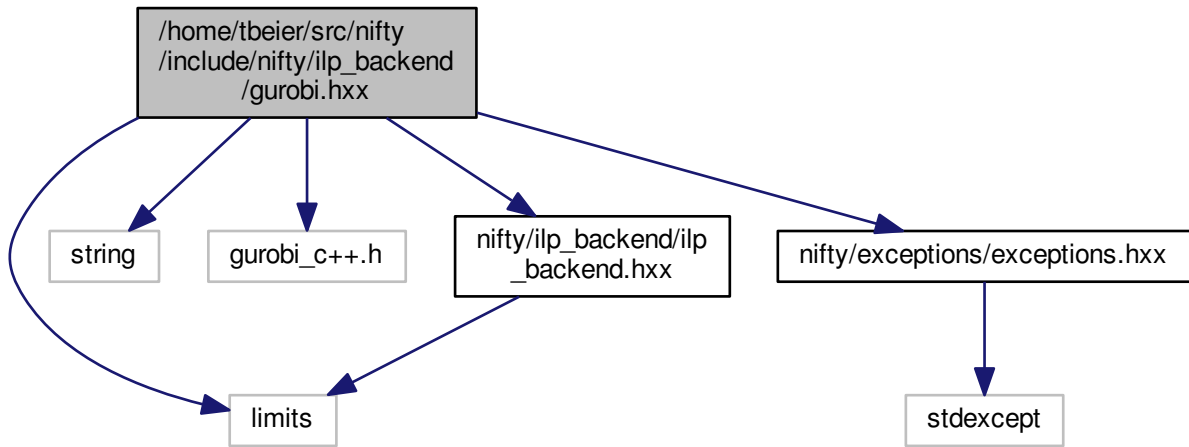 /home/tbeier/src/nifty
/include/nifty/ilp_backend
/gurobi.hxx
string
gurobi_c++.h
nifty/ilp_backend/ilp
_backend.hxx
nifty/exceptions/exceptions.hxx
limits
stdexcept